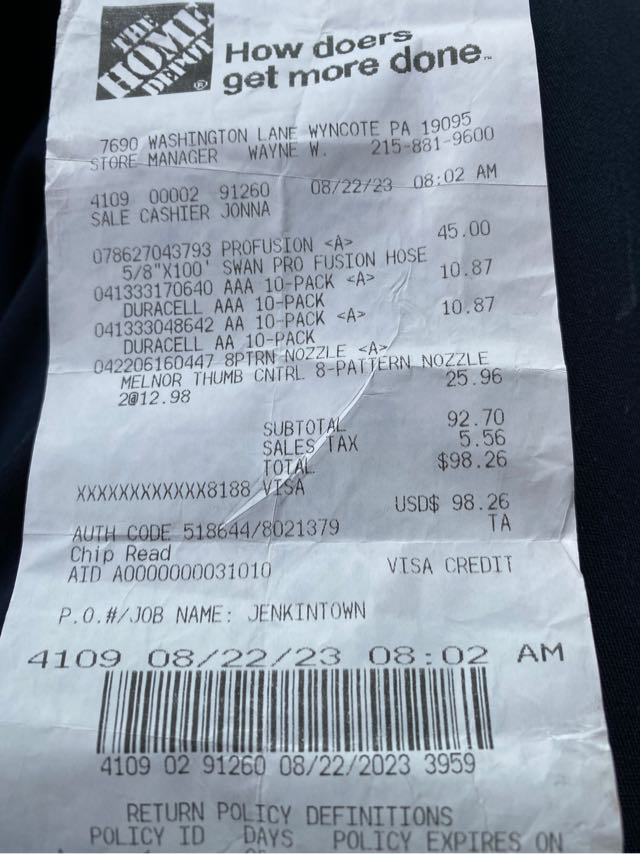 THE
HOME
DEPOT
®
How doers
get more done.™
7690 WASHINGTON LANE WYNCOTE PA 19095
STORE MANAGER WAYNE W. 215-881-9600
4109 00002 91260 08/22/23 08:02 AM
SALE CASHIER JONNA
078627043793 PROFUSION <A> 45.00
5/8"X100' SWAN PRO FUSION HOSE
041333170640 AAA 10-PACK <A> 10.87
DURACELL AAA 10-PACK
041333048642 AA 10-PACK <A> 10.87
DURACELL AA 10-PACK
042206160447 8PTRN NOZZLE <A>
MELNOR THUMB CNTRL 8-PATTERN NOZZLE
2@12.98 25.96
SUBTOTAL 92.70
SALES TAX 5.56
TOTAL $98.26
XXXXXXXXXXXX8188 VISA
USD$ 98.26
AUTH CODE 518644/8021379 TA
Chip Read
AID A0000000031010 VISA CREDIT
P.O.#/JOB NAME: JENKINTOWN
4109 08/22/23 08:02 AM
4109 02 91260 08/22/2023 3959
RETURN POLICY DEFINITIONS
POLICY ID DAYS POLICY EXPIRES ON